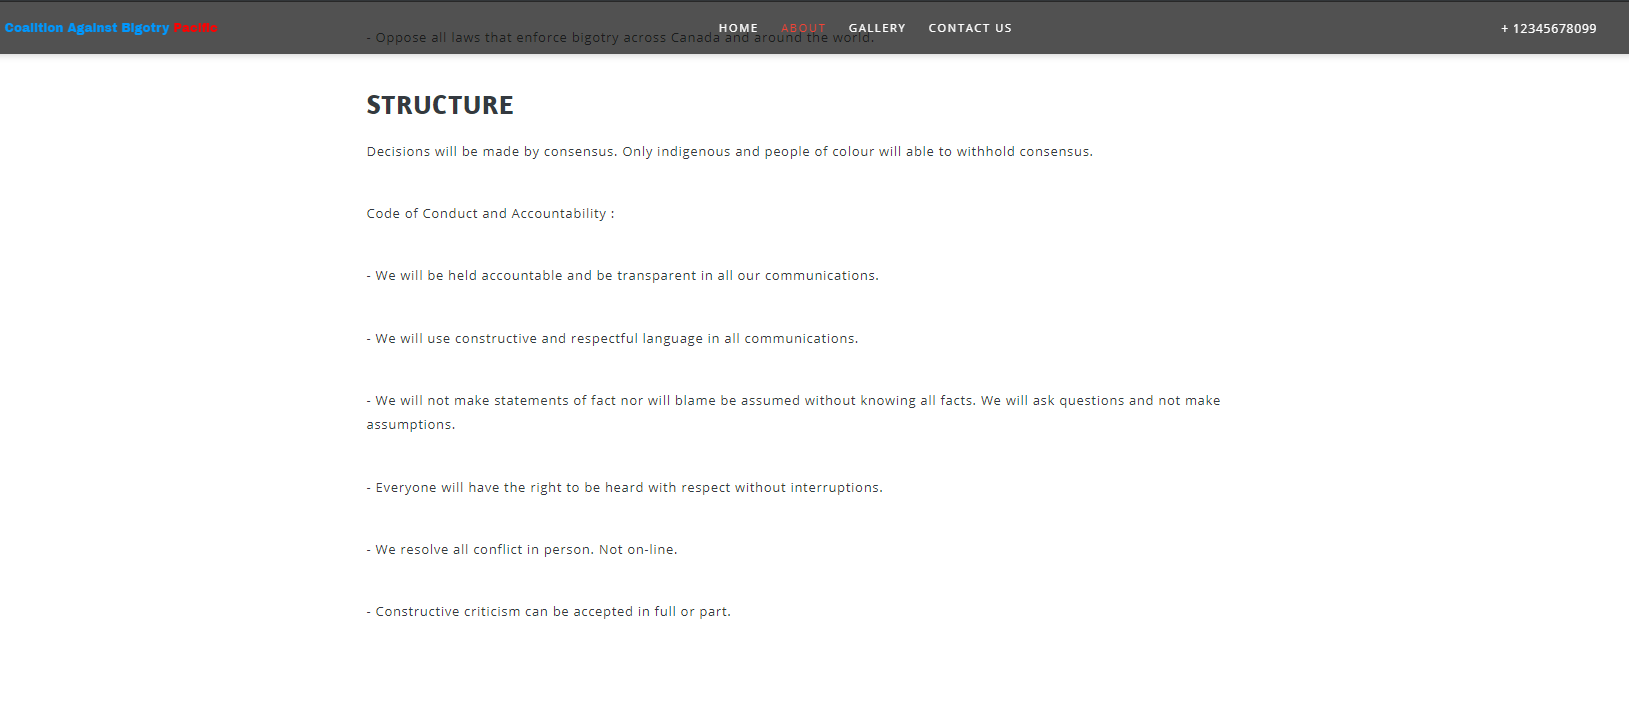 Coalition Against Bigotry Pacific
HOME ABOUT GALLERY CONTACT US
+ 12345678099
- Oppose all laws that enforce bigotry across Canada and around the world.
STRUCTURE
Decisions will be made by consensus. Only indigenous and people of colour will able to withhold consensus.
Code of Conduct and Accountability :
- We will be held accountable and be transparent in all our communications.
- We will use constructive and respectful language in all communications.
- We will not make statements of fact nor will blame be assumed without knowing all facts. We will ask questions and not make
assumptions.
- Everyone will have the right to be heard with respect without interruptions.
- We resolve all conflict in person. Not on-line.
- Constructive criticism can be accepted in full or part.